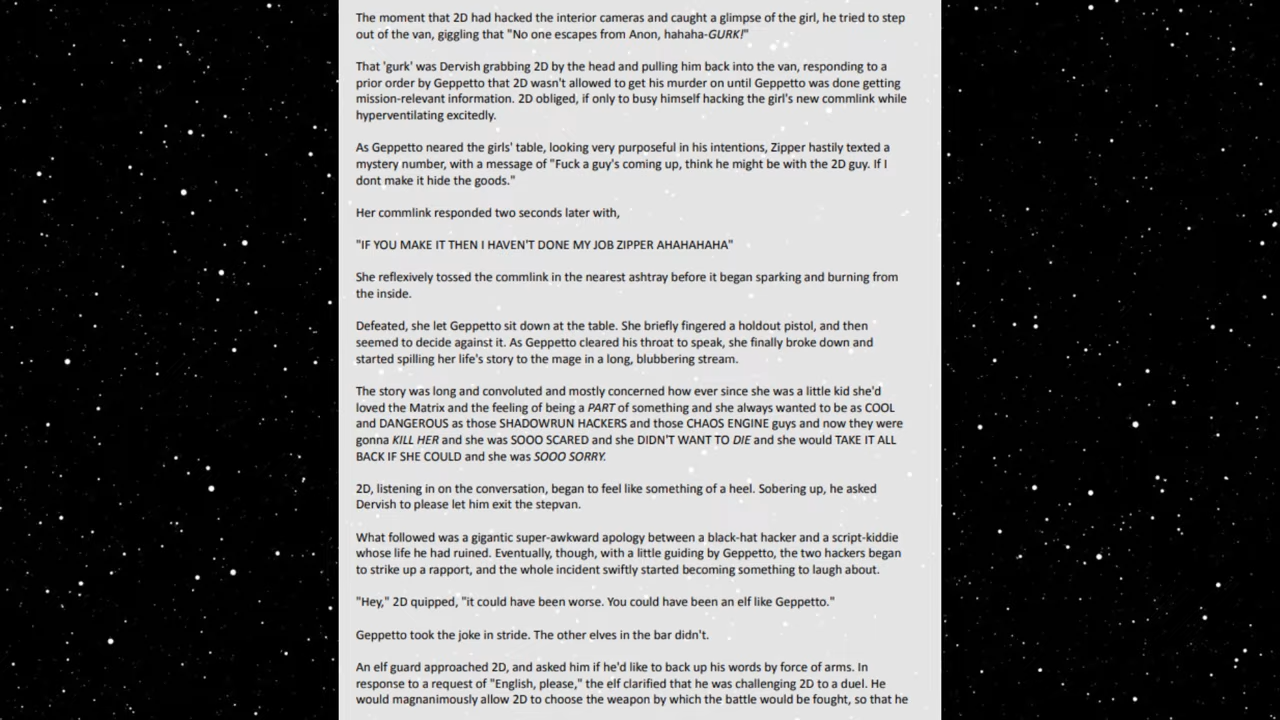 The moment that 2D had hacked the interior cameras and caught a glimpse of the girl, he tried to step
out of the van, giggling that "No one escapes from Anon, hahaha-GURK!"
That 'gurk' was Dervish grabbing 2D by the head and pulling him back into the van, responding to a
prior order by Geppetto that 2D wasn't allowed to get his murder on until Geppetto was done getting
mission-relevant information. 2D obliged, if only to busy himself hacking the girl's new commlink while
hyperventilating excitedly.
As Geppetto neared the girls' table, looking very purposeful in his intentions, Zipper hastily texted a
mystery number, with a message of "Fuck a guy's coming up, think he might be with the 2D guy. If I
dont make it hide the goods."
Her commlink responded two seconds later with,
"IF YOU MAKE IT THEN I HAVEN'T DONE MY JOB ZIPPER AHAHAHAHA"
She reflexively tossed the commlink in the nearest ashtray before it began sparking and burning from
the inside.
Defeated, she let Geppetto sit down at the table. She briefly fingered a holdout pistol, and then
seemed to decide against it. As Geppetto cleared his throat to speak, she finally broke down and
started spilling her life's story to the mage in a long, blubbering stream.
The story was long and convoluted and mostly concerned how ever since she was a little kid she'd
loved the Matrix and the feeling of being a PART of something and she always wanted to be as COOL
and DANGEROUS as those SHADOWRUN HACKERS and those CHAOS ENGINE guys and now they were
gonna KILL HER and she was SOOO SCARED and she DIDN'T WANT TO DIE and she would TAKE IT ALL
BACK IF SHE COULD and she was SOOO SORRY.
2D, listening in on the conversation, began to feel like something of a heel. Sobering up, he asked
Dervish to please let him exit the stepvan.
What followed was a gigantic super-awkward apology between a black-hat hacker and a script-kiddie
whose life he had ruined. Eventually, though, with a little guiding by Geppetto, the two hackers began
to strike up a rapport, and the whole incident swiftly started becoming something to laugh about.
"Hey," 2D quipped, "it could have been worse. You could have been an elf like Geppetto."
Geppetto took the joke in stride. The other elves in the bar didn't.
An elf guard approached 2D, and asked him if he'd like to back up his words by force of arms. In
response to a request of "English, please," the elf clarified that he was challenging 2D to a duel. He
would magnanimously allow 2D to choose the weapon by which the battle would be fought, so that he